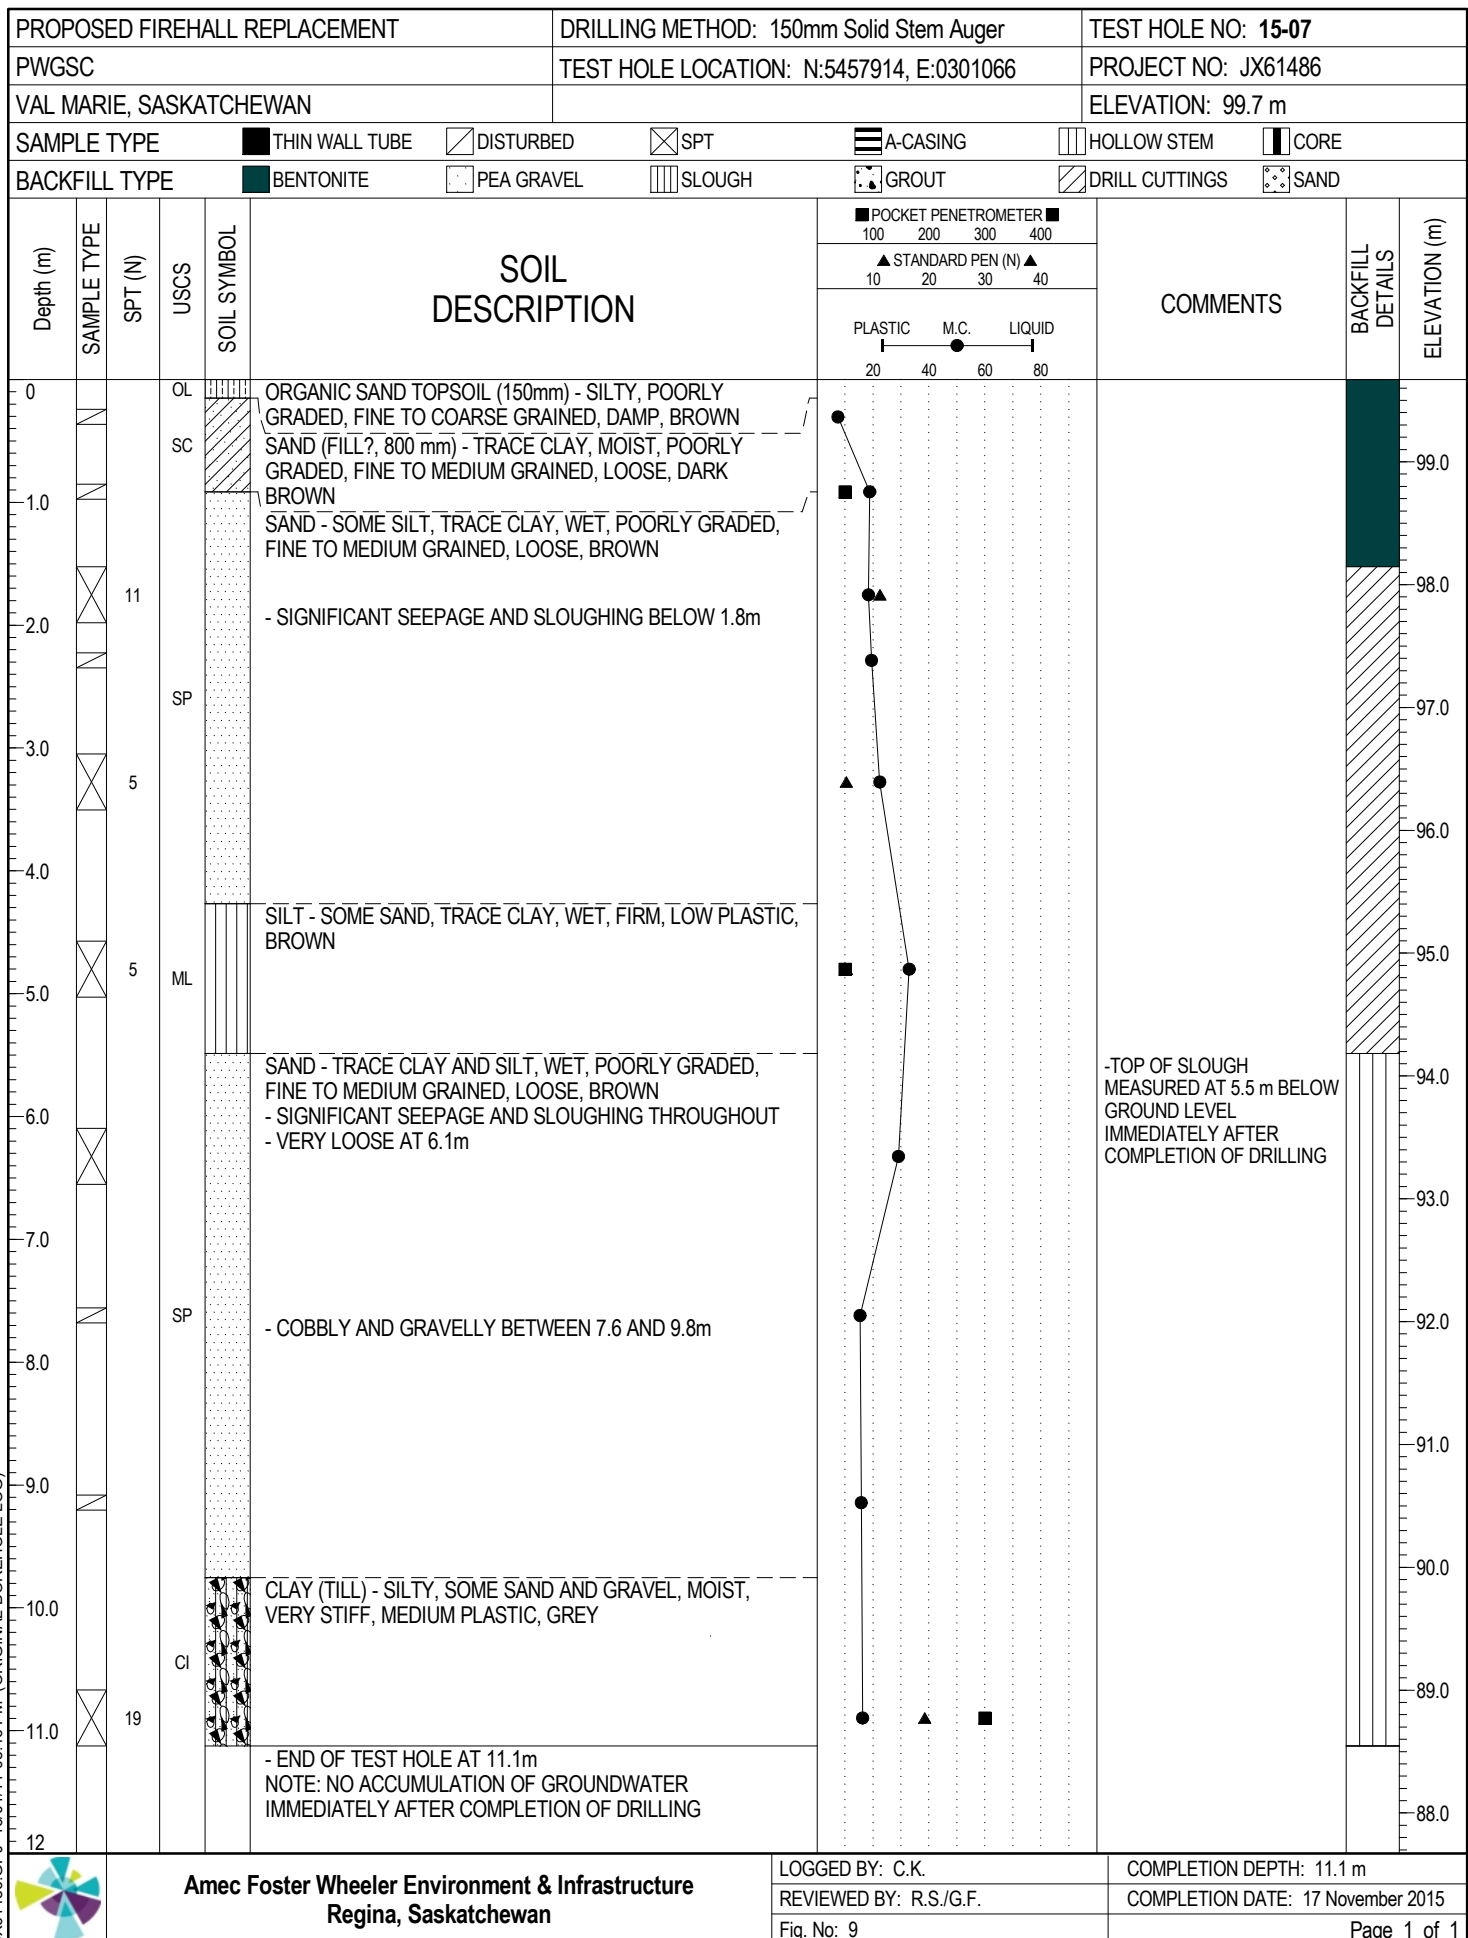 PROPOSED FIREHALL REPLACEMENT
DRILLING METHOD: 150mm Solid Stem Auger
TEST HOLE NO: 15-07
PWGSC
TEST HOLE LOCATION: N:5457914, E:0301066
PROJECT NO: JX61486
VAL MARIE, SASKATCHEWAN
ELEVATION: 99.7 m
SAMPLE TYPE
THIN WALL TUBE
DISTURBED
SPT
A-CASING
HOLLOW STEM
CORE
BACKFILL TYPE
BENTONITE
PEA GRAVEL
SLOUGH
GROUT
DRILL CUTTINGS
SAND
Depth (m)
SAMPLE TYPE
SPT (N)
USCS
SOIL SYMBOL
SOIL
DESCRIPTION
POCKET PENETROMETER
100 200 300 400
STANDARD PEN (N)
10 20 30 40
PLASTIC M.C. LIQUID
20 40 60 80
COMMENTS
BACKFILL
DETAILS
ELEVATION (m)
0
OL
ORGANIC SAND TOPSOIL (150mm) - SILTY, POORLY
GRADED, FINE TO COARSE GRAINED, DAMP, BROWN
SC
SAND (FILL?, 800 mm) - TRACE CLAY, MOIST, POORLY
GRADED, FINE TO MEDIUM GRAINED, LOOSE, DARK
BROWN
99.0
1.0
SAND - SOME SILT, TRACE CLAY, WET, POORLY GRADED,
FINE TO MEDIUM GRAINED, LOOSE, BROWN
11
98.0
2.0
- SIGNIFICANT SEEPAGE AND SLOUGHING BELOW 1.8m
SP
97.0
3.0
5
96.0
4.0
SILT - SOME SAND, TRACE CLAY, WET, FIRM, LOW PLASTIC,
BROWN
95.0
5
ML
5.0
SAND - TRACE CLAY AND SILT, WET, POORLY GRADED,
FINE TO MEDIUM GRAINED, LOOSE, BROWN
- SIGNIFICANT SEEPAGE AND SLOUGHING THROUGHOUT
- VERY LOOSE AT 6.1m
-TOP OF SLOUGH
MEASURED AT 5.5 m BELOW
GROUND LEVEL
IMMEDIATELY AFTER
COMPLETION OF DRILLING
94.0
6.0
93.0
7.0
SP
- COBBLY AND GRAVELLY BETWEEN 7.6 AND 9.8m
92.0
8.0
91.0
9.0
90.0
CLAY (TILL) - SILTY, SOME SAND AND GRAVEL, MOIST,
VERY STIFF, MEDIUM PLASTIC, GREY
10.0
CI
89.0
19
11.0
- END OF TEST HOLE AT 11.1m
NOTE: NO ACCUMULATION OF GROUNDWATER
IMMEDIATELY AFTER COMPLETION OF DRILLING
88.0
12
Amec Foster Wheeler Environment & Infrastructure
Regina, Saskatchewan
LOGGED BY: C.K.
COMPLETION DEPTH: 11.1 m
REVIEWED BY: R.S./G.F.
COMPLETION DATE: 17 November 2015
Fig. No: 9
Page 1 of 1